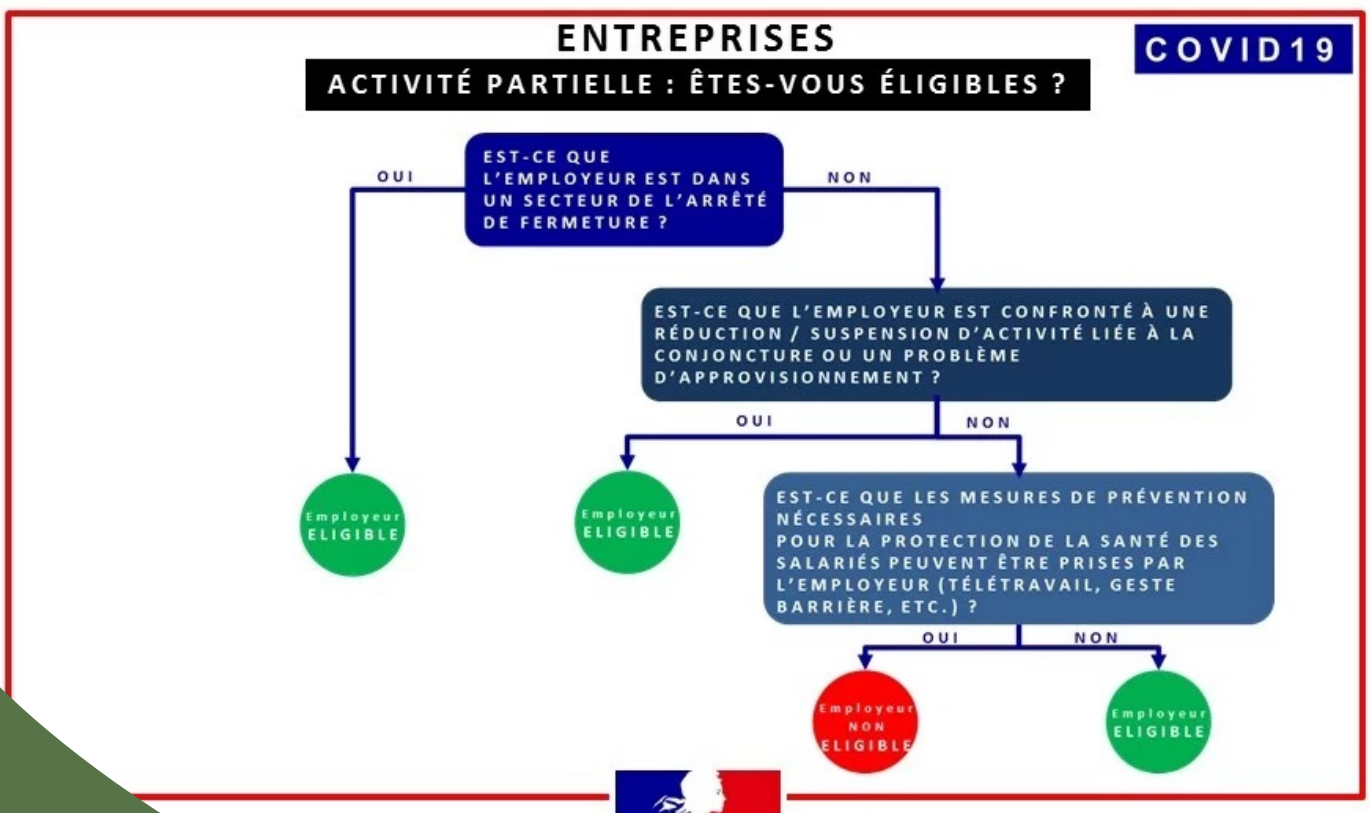 ENTREPRISES
COVID19
ACTIVITÉ PARTIELLE : ÊTES-VOUS ÉLIGIBLES ?
EST-CE QUE
L'EMPLOYEUR EST DANS
UN SECTEUR DE L'ARRÊTÉ
DE FERMETURE ?
OUI
NON
EST-CE QUE L'EMPLOYEUR EST CONFRONTÉ À UNE
RÉDUCTION / SUSPENSION D'ACTIVITÉ LIÉE À LA
CONJONCTURE OU UN PROBLÈME
D'APPROVISIONNEMENT ?
OUI
NON
Employeur
ELIGIBLE
Employeur
ELIGIBLE
EST-CE QUE LES MESURES DE PRÉVENTION
NÉCESSAIRES
POUR LA PROTECTION DE LA SANTÉ DES
SALARIÉS PEUVENT ÊTRE PRISES PAR
L'EMPLOYEUR (TÉLÉTRAVAIL, GESTE
BARRIÈRE, ETC.) ?
OUI
NON
Employeur
NON
ELIGIBLE
Employeur
ELIGIBLE